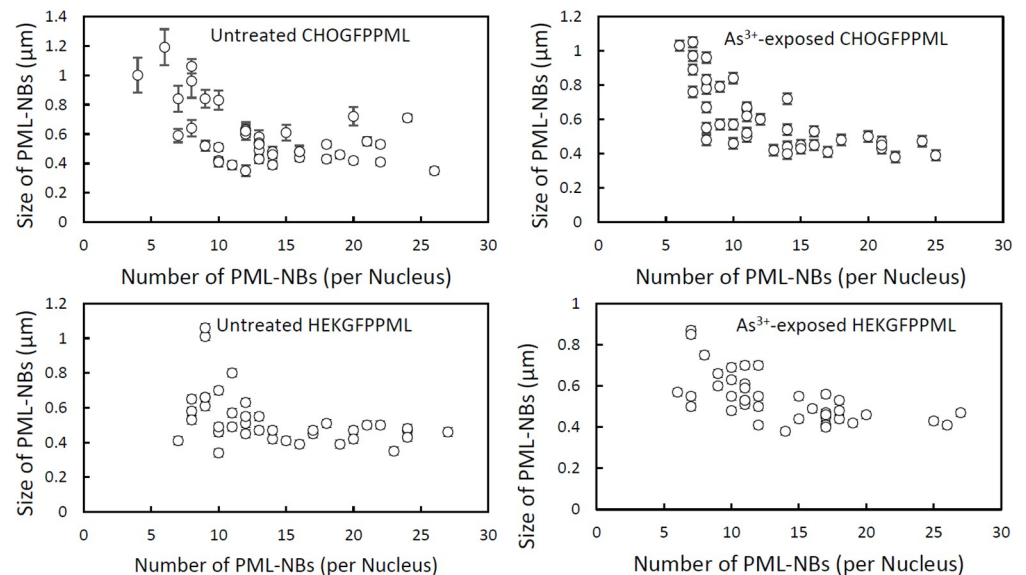 Untreated CHOGFPPML
Size of PML-NBs (µm)
1.4
1.2
1
0.8
0.6
0.4
0.2
0
0 5 10 15 20 25 30
Number of PML-NBs (per Nucleus)
As³⁺-exposed CHOGFPPML
Size of PML-NBs (µm)
1.2
1
0.8
0.6
0.4
0.2
0
0 5 10 15 20 25 30
Number of PML-NBs (per Nucleus)
Untreated HEKGFPPML
Size of PML-NBs (µm)
1.2
1
0.8
0.6
0.4
0.2
0
0 5 10 15 20 25 30
Number of PML-NBs (per Nucleus)
As³⁺-exposed HEKGFPPML
Size of PML-NBs (µm)
1
0.8
0.6
0.4
0.2
0
0 5 10 15 20 25 30
Number of PML-NBs (per Nucleus)